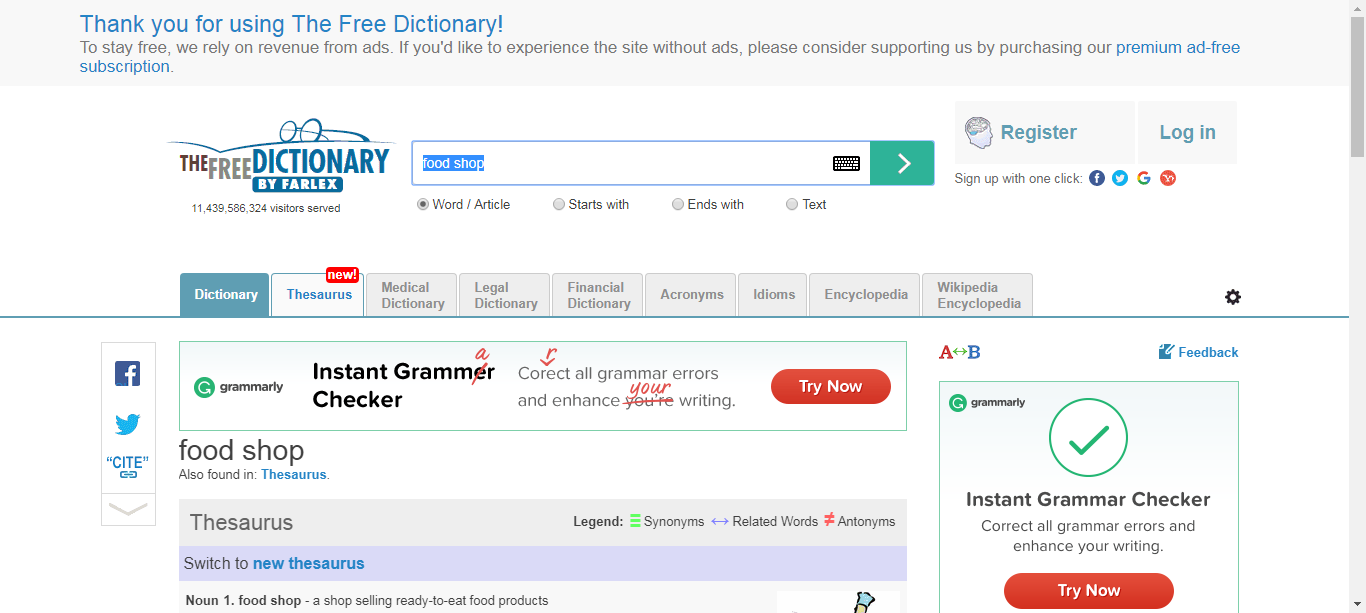 Thank you for using The Free Dictionary!
To stay free, we rely on revenue from ads. If you'd like to experience the site without ads, please consider supporting us by purchasing our premium ad-free
subscription.
THEFREEDICTIONARY
BY FARLEX
11,439,586,324 visitors served
food shop
Word / Article Starts with Ends with Text
Register Log in
Sign up with one click:
new!
Dictionary Thesaurus Medical Dictionary Legal Dictionary Financial Dictionary Acronyms Idioms Encyclopedia Wikipedia Encyclopedia
"CITE"
grammarly
Instant Grammer a
Checker
Corect all grammar errors r
and enhance you're your writing.
Try Now
A↔B
Feedback
food shop
Also found in: Thesaurus.
Thesaurus
Legend: Synonyms Related Words Antonyms
Switch to new thesaurus
Noun 1. food shop - a shop selling ready-to-eat food products
grammarly
Instant Grammar Checker
Correct all grammar errors and
enhance your writing.
Try Now